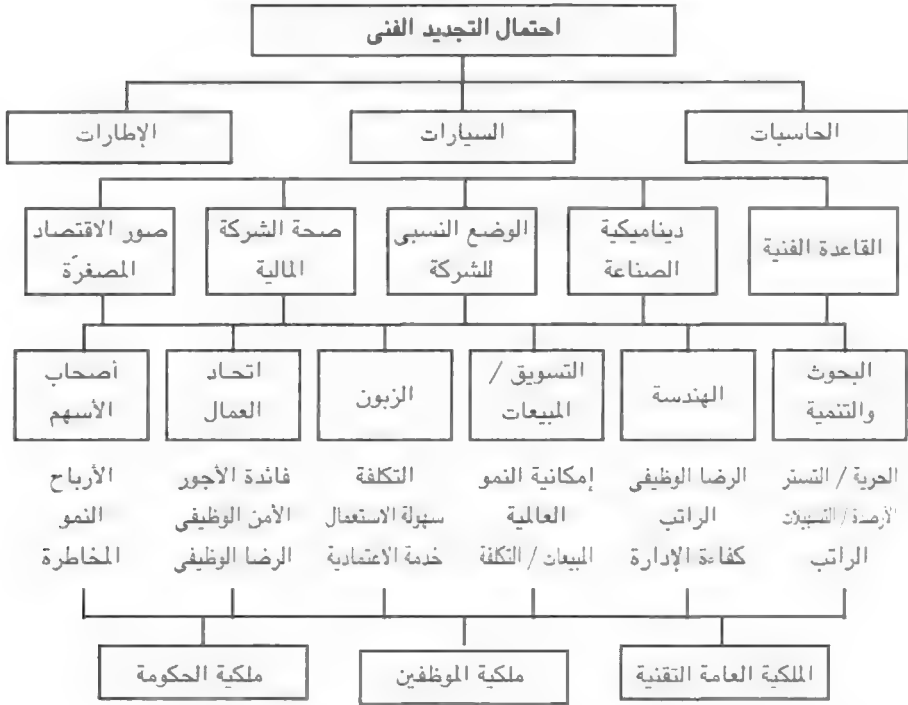 احتمال التجديد الفنى
الحاسبات
السيارات
الإطارات
القاعدة الفنية
ديناميكية
الصناعة
الوضع النسبى
للشركة
صحة الشركة
المالية
صور الاقتصاد
المصغرّة
البحوث
والتنمية
الهندسة
التسويق /
المبيعات
الزبون
اتحاد
العمال
أصحاب
الأسهم
الحرية / التستر
الأرصدة / التسهيلات
الراتب
الرضا الوظيفى
الراتب
كفاءة الإدارة
إمكانية النمو
العالمية
المبيعات / التكلفة
التكلفة
سهولة الاستعمال
خدمة الاعتمادية
فائدة الأجور
الأمن الوظيفى
الرضا الوظيفى
الأرباح
النمو
المخاطرة
الملكية العامة التقنية
ملكية الموظفين
ملكية الحكومة